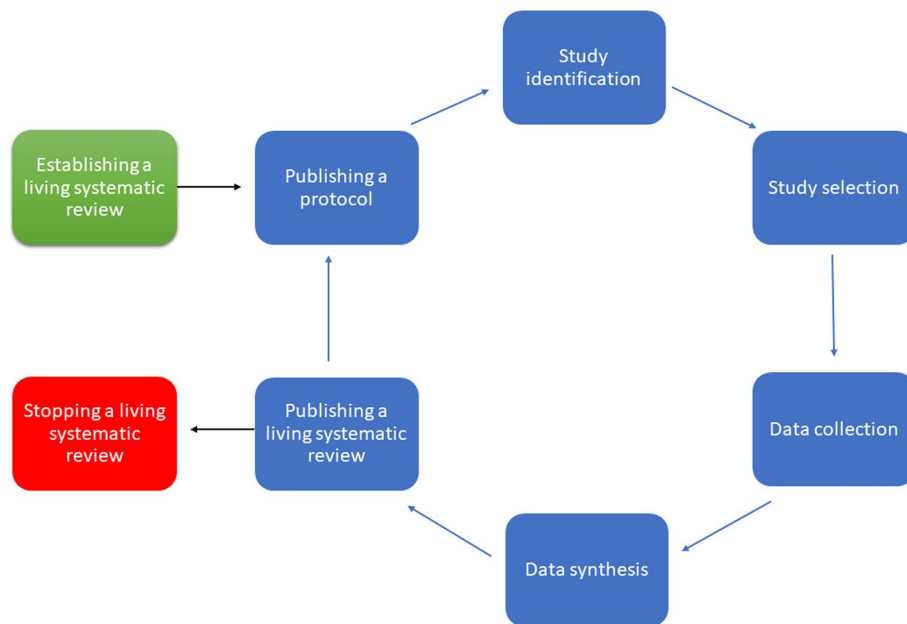 Study
identification
Establishing a
living systematic
review
Publishing a
protocol
Study selection
Stopping a living
systematic
review
Publishing a
living systematic
review
Data collection
Data synthesis